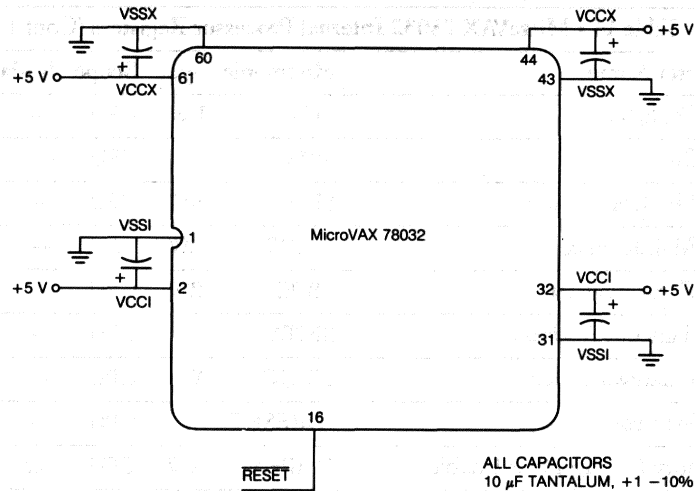 VSSX
60
+5 V
+
VCCX
61
44
VCCX
+5 V
+
43
VSSX
VSSI
1
+
+5 V
VCCI
2
MicroVAX 78032
32
VCCI
+5 V
+
31
VSSI
16
RESET
ALL CAPACITORS
10 µF TANTALUM, +1 −10%